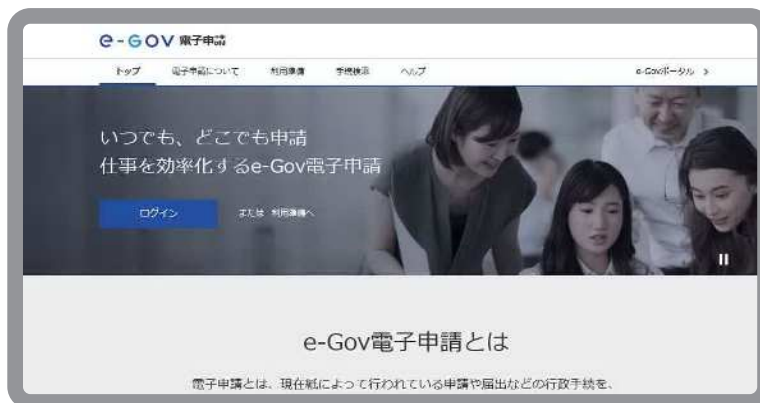 e-GOV 電子申請
トップ 電子申請について 利用準備 手続検索 ヘルプ e-Govポータル
いつでも、どこでも申請
仕事を効率化するe-Gov電子申請
ログイン または 利用準備へ
e-Gov電子申請とは
電子申請とは、現在紙によって行われている申請や届出などの行政手続を、